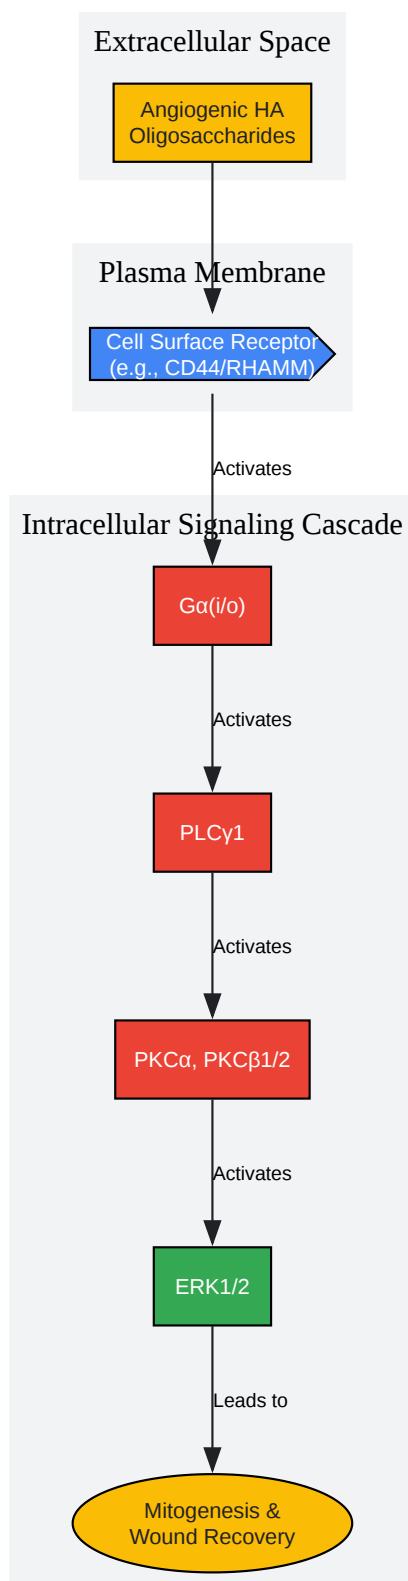 Extracellular Space
Angiogenic HA
Oligosaccharides
Plasma Membrane
Cell Surface Receptor
(e.g., CD44/RHAMM)
Activates
Intracellular Signaling Cascade
Gα(i/o)
Activates
PLCγ1
Activates
PKCα, PKCβ1/2
Activates
ERK1/2
Leads to
Mitogenesis &
Wound Recovery